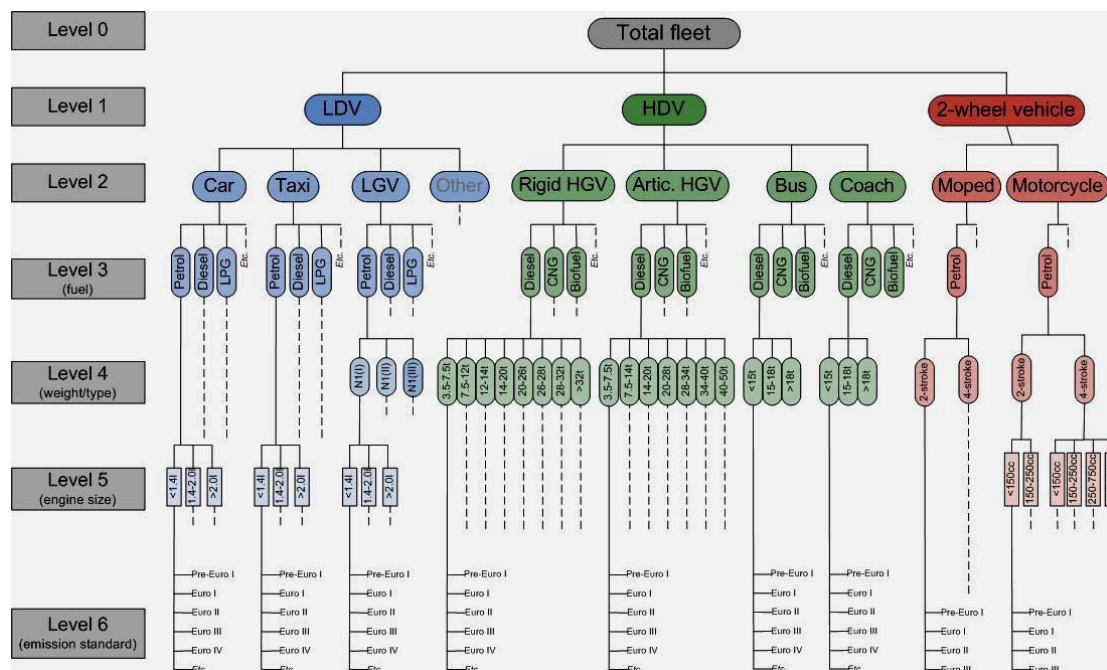 Level 0
Total fleet
Level 1
LDV
HDV
2-wheel vehicle
Level 2
Car
Taxi
LGV
Other
Rigid HGV
Artic. HGV
Bus
Coach
Moped
Motorcycle
Level 3
(fuel)
Petrol
Diesel
LPG
Etc.
Petrol
Diesel
LPG
Etc.
Petrol
Diesel
LPG
Etc.
Diesel
CNG
Biofuel
Etc.
Diesel
CNG
Biofuel
Etc.
Diesel
CNG
Biofuel
Etc.
Diesel
CNG
Biofuel
Etc.
Petrol
Petrol
Level 4
(weight/type)
N1(I)
N1(II)
N1(III)
3.5-7.5t
7.5-12t
12-14t
14-20t
20-26t
26-28t
28-32t
>32t
3.5-7.5t
7.5-14t
14-20t
20-28t
28-34t
34-40t
40-50t
<15t
15-18t
>18t
<15t
15-18t
>18t
2-stroke
4-stroke
2-stroke
4-stroke
Level 5
(engine size)
<1.4l
1.4-2.0l
>2.0l
<1.4l
1.4-2.0l
>2.0l
<1.4l
1.4-2.0l
>2.0l
<150cc
150-250cc
<150cc
150-250cc
250-750cc
Level 6
(emission standard)
Pre-Euro I
Euro I
Euro II
Euro III
Euro IV
Etc.
Pre-Euro I
Euro I
Euro II
Euro III
Euro IV
Etc.
Pre-Euro I
Euro I
Euro II
Euro III
Euro IV
Etc.
Pre-Euro I
Euro I
Euro II
Euro III
Euro IV
Etc.
Pre-Euro I
Euro I
Euro II
Euro III
Euro IV
Etc.
Pre-Euro I
Euro I
Euro II
Euro III
Euro IV
Etc.
Pre-Euro I
Euro I
Euro II
Euro III
Euro IV
Etc.
Pre-Euro I
Euro I
Euro II
Euro III
Pre-Euro I
Euro I
Euro II
Euro III